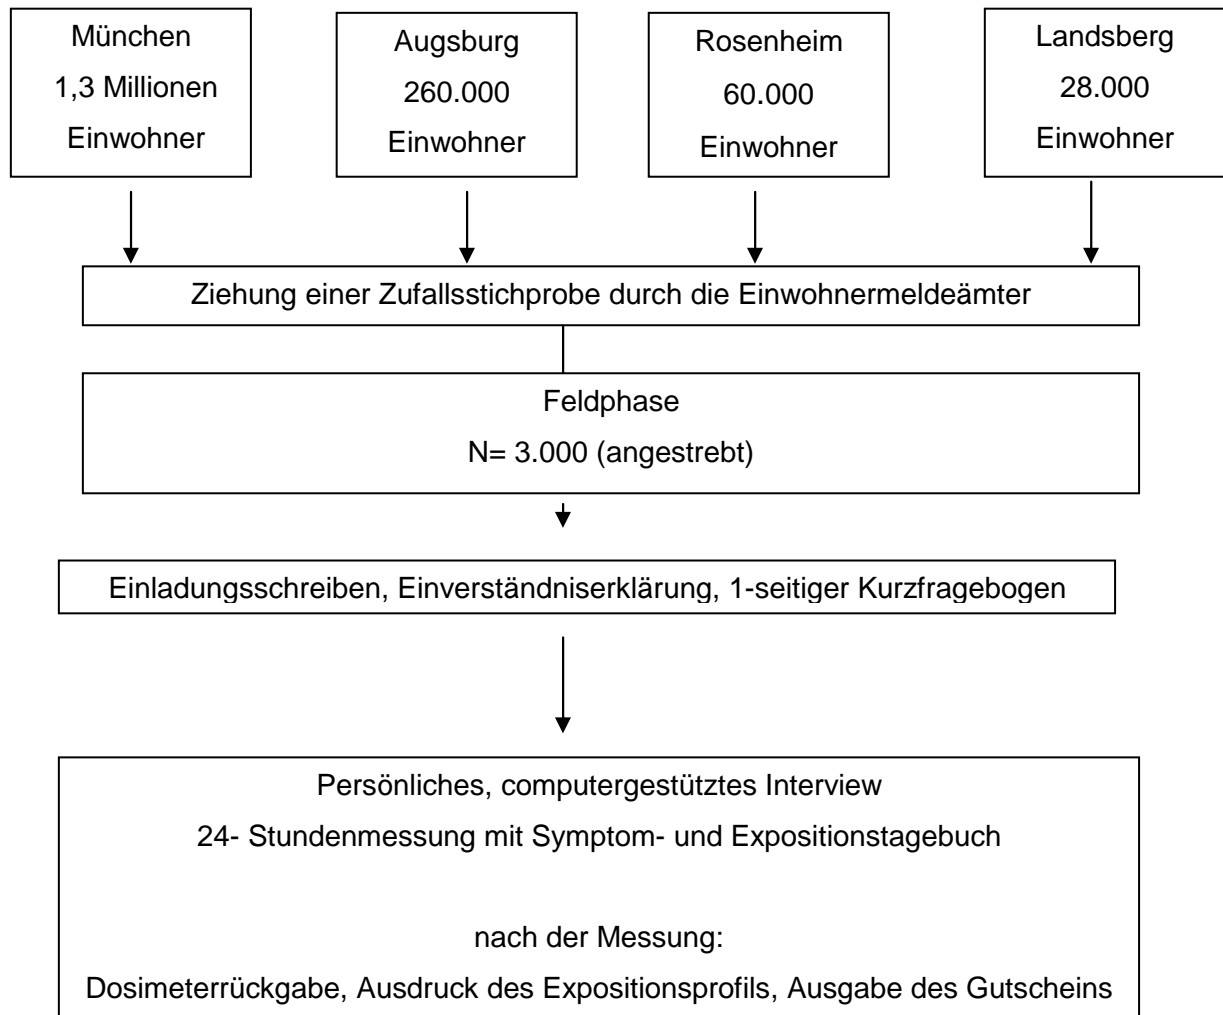 München
1,3 Millionen
Einwohner
Augsburg
260.000
Einwohner
Rosenheim
60.000
Einwohner
Landsberg
28.000
Einwohner
Ziehung einer Zufallsstichprobe durch die Einwohnermeldeämter
Feldphase
N= 3.000 (angestrebt)
Einladungsschreiben, Einverständniserklärung, 1-seitiger Kurzfragebogen
Persönliches, computergestütztes Interview
24- Stundenmessung mit Symptom- und Expositionstagebuch
nach der Messung:
Dosimeterrückgabe, Ausdruck des Expositionsprofils, Ausgabe des Gutscheins